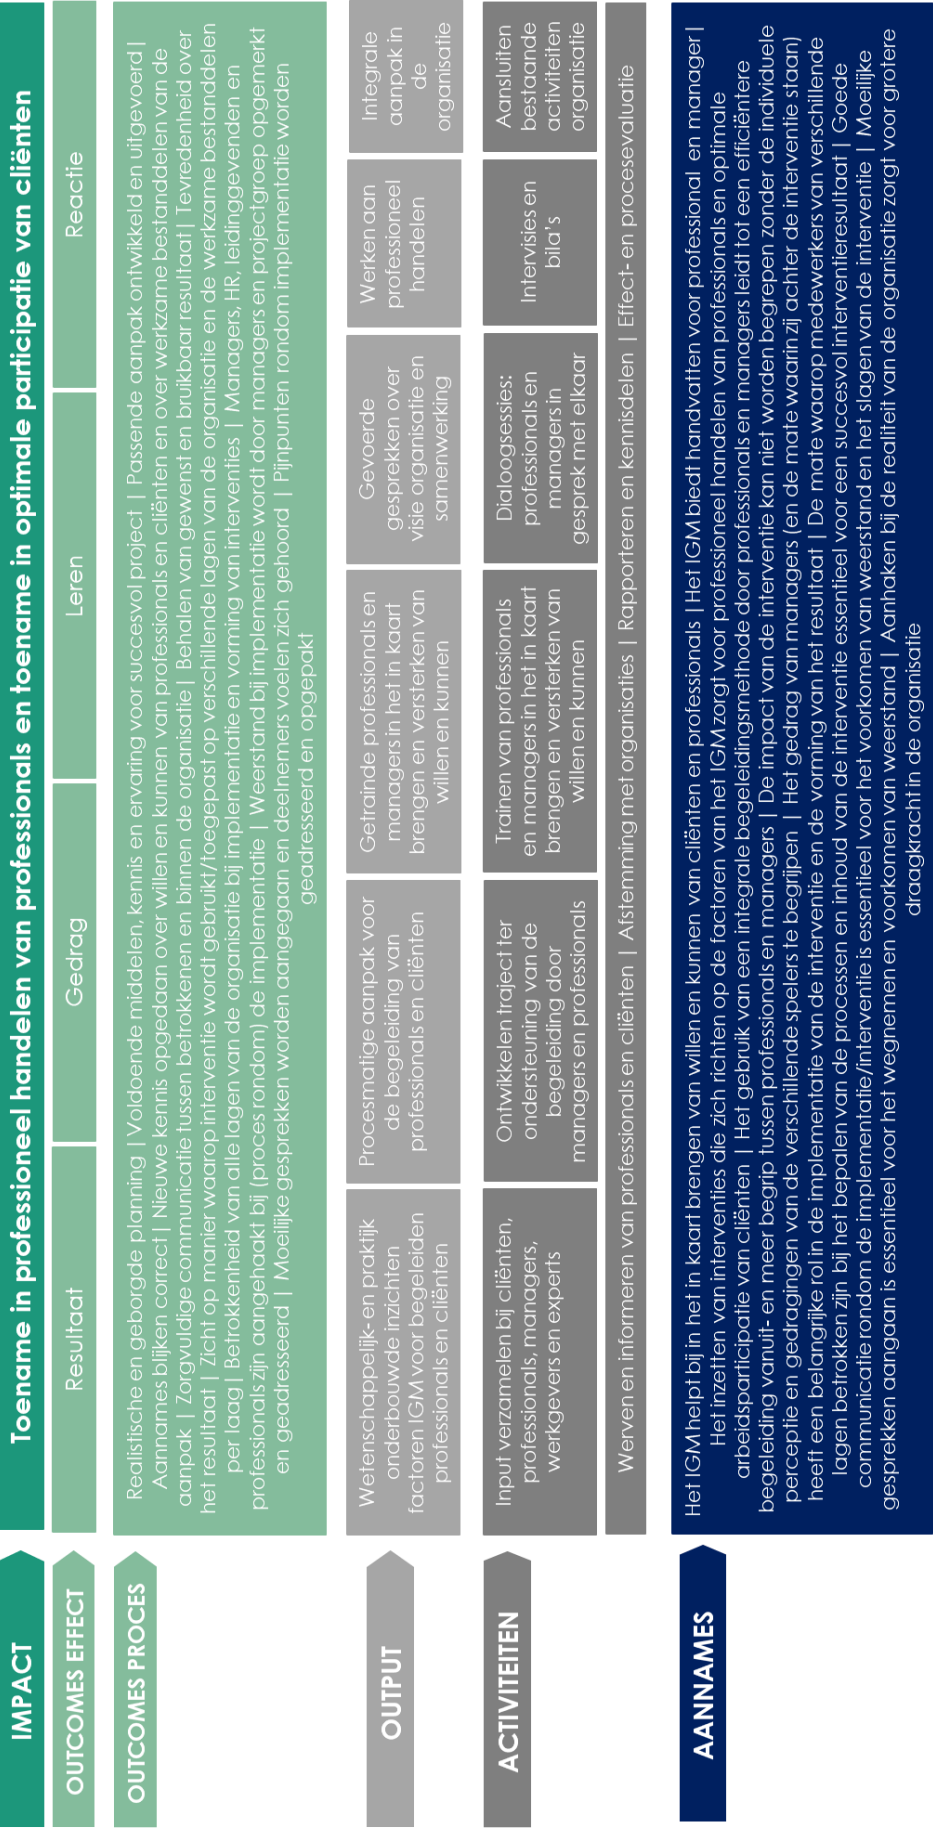 IMPACT
Toename in professioneel handelen van professionals en toename in optimale participatie van cliënten
OUTCOMES EFFECT
Resultaat
Gedrag
Leren
Reactie
OUTCOMES PROCES
Realistische en geborgde planning | Voldoende middelen, kennis en ervaring voor succesvol project | Passende aanpak ontwikkeld en uitgevoerd |
Aannames blijken correct | Nieuwe kennis opgedaan over willen en kunnen van professionals en cliënten en over werkzame bestanddelen van de
aanpak | Zorgvuldige communicatie tussen betrokkenen en binnen de organisatie | Behalen van gewenst en bruikbaar resultaat | Tevredenheid over
het resultaat | Zicht op manier waarop interventie wordt gebruikt/toegepast op verschillende lagen van de organisatie en de werkzame bestandelen
per laag | Betrokkenheid van alle lagen van de organisatie bij implementatie en vorming van interventies | Managers, HR, leidinggevenden en
professionals zijn aangehaakt bij (proces rondom) de implementatie | Weerstand bij implementatie wordt door managers en projectgroep opgemerkt
en geadresseerd | Moeilijke gesprekken worden aangegaan en deelnemers voelen zich gehoord | Pijnpunten rondom implementatie worden
geadresseerd en opgepakt
OUTPUT
Wetenschappelijk- en praktijk
onderbouwde inzichten
factoren IGM voor begeleiden
professionals en cliënten
Procesmatige aanpak voor
de begeleiding van
professionals en cliënten
Getrainde professionals en
managers in het in kaart
brengen en versterken van
willen en kunnen
Gevoerde
gesprekken over
visie organisatie en
samenwerking
Werken aan
professioneel
handelen
Integrale
aanpak in
de
organisatie
ACTIVITEITEN
Input verzamelen bij cliënten,
professionals, managers,
werkgevers en experts
Ontwikkelen traject ter
ondersteuning van de
begeleiding door
managers en professionals
Trainen van professionals
en managers in het in kaart
brengen en versterken van
willen en kunnen
Dialoogsessies:
professionals en
managers in
gesprek met elkaar
Intervisies en
bila's
Aansluiten
bestaande
activiteiten
organisatie
Werven en informeren van professionals en cliënten | Afstemming met organisaties | Rapporteren en kennisdelen | Effect- en procesevaluatie
AANNAMES
Het IGM helpt bij in het in kaart brengen van willen en kunnen van cliënten en professionals | Het IGM biedt handvatten voor professional en manager |
Het inzetten van interventies die zich richten op de factoren van het IGM zorgt voor professioneel handelen van professionals en optimale
arbeidsparticipatie van cliënten | Het gebruik van een integrale begeleidingsmethode door professionals en managers leidt tot een efficiëntere
begeleiding vanuit- en meer begrip tussen professionals en managers | De impact van de interventie kan niet worden begrepen zonder de individuele
perceptie en gedragingen van de verschillende spelers te begrijpen | Het gedrag van managers (en de mate waarin zij achter de interventie staan)
heeft een belangrijke rol in de implementatie van de interventie en de vorming van het resultaat | De mate waarop medewerkers van verschillende
lagen betrokken zijn bij het bepalen van de processen en inhoud van de interventie essentieel voor een succesvol interventieresultaat | Goede
communicatie rondom de implementatie/interventie is essentieel voor het voorkomen van weerstand en het slagen van de interventie | Moeilijke
gesprekken aangaan is essentieel voor het wegnemen en voorkomen van weerstand | Aanhaken bij de realiteit van de organisatie zorgt voor grotere
draagkracht in de organisatie